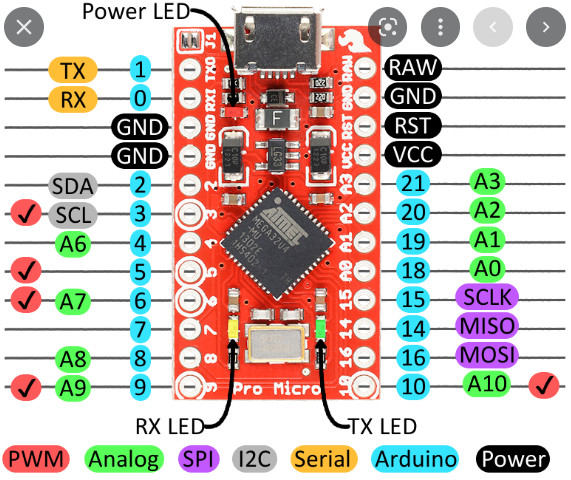 Power LED
J1
TX 1 TXO RAW RAW
RX 0 RXI GND GND
GND GND RST RST
GND GND VCC VCC
SDA 2 2 A3 21 A3
SCL 3 3 A2 20 A2
A6 4 4 A1 19 A1
5 5 A0 18 A0
A7 6 6 15 15 SCLK
7 7 14 14 MISO
A8 8 8 16 16 MOSI
A9 9 9 Pro Micro 10 10 A10
F
ATMEL
MEGA32U4
-MU
RX LED TX LED
PWM Analog SPI I2C Serial Arduino Power